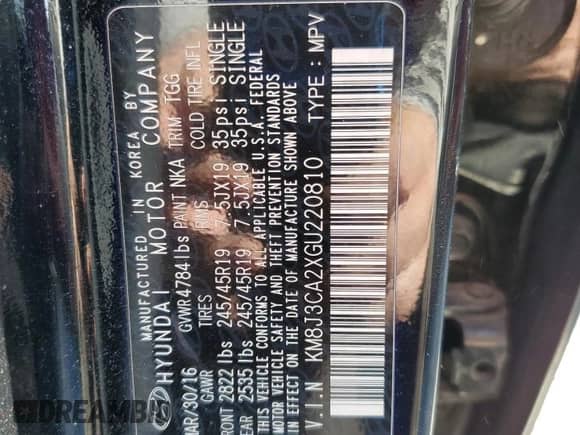 MANUFACTURED IN KOREA BY
HYUNDAI MOTOR COMPANY
MAR/30/16 GVWR 4784 lbs PAINT NKA TRIM TGG
GAWR TIRES RMS COLD TIRE INFL
FRONT 2822 lbs 245/45R19 7.5JX19 35psi SINGLE
REAR 2535 lbs 245/45R19 7.5JX19 35psi SINGLE
THIS VEHICLE CONFORMS TO ALL APPLICABLE U.S.A. FEDERAL
MOTOR VEHICLE SAFETY AND THEFT PREVENTION STANDARDS
IN EFFECT ON THE DATE OF MANUFACTURE SHOWN ABOVE
V.I.N KM8J3CA2XGU220810 TYPE : MPV